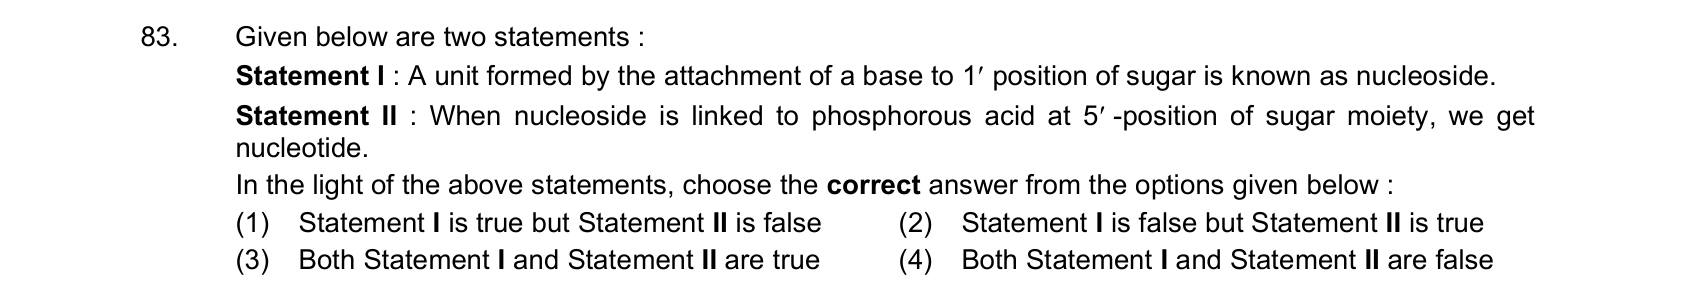 83. Given below are two statements :
Statement I : A unit formed by the attachment of a base to 1′ position of sugar is known as nucleoside.
Statement II : When nucleoside is linked to phosphorous acid at 5′ -position of sugar moiety, we get
nucleotide.
In the light of the above statements, choose the correct answer from the options given below :
(1) Statement I is true but Statement II is false (2) Statement I is false but Statement II is true
(3) Both Statement I and Statement II are true (4) Both Statement I and Statement II are false